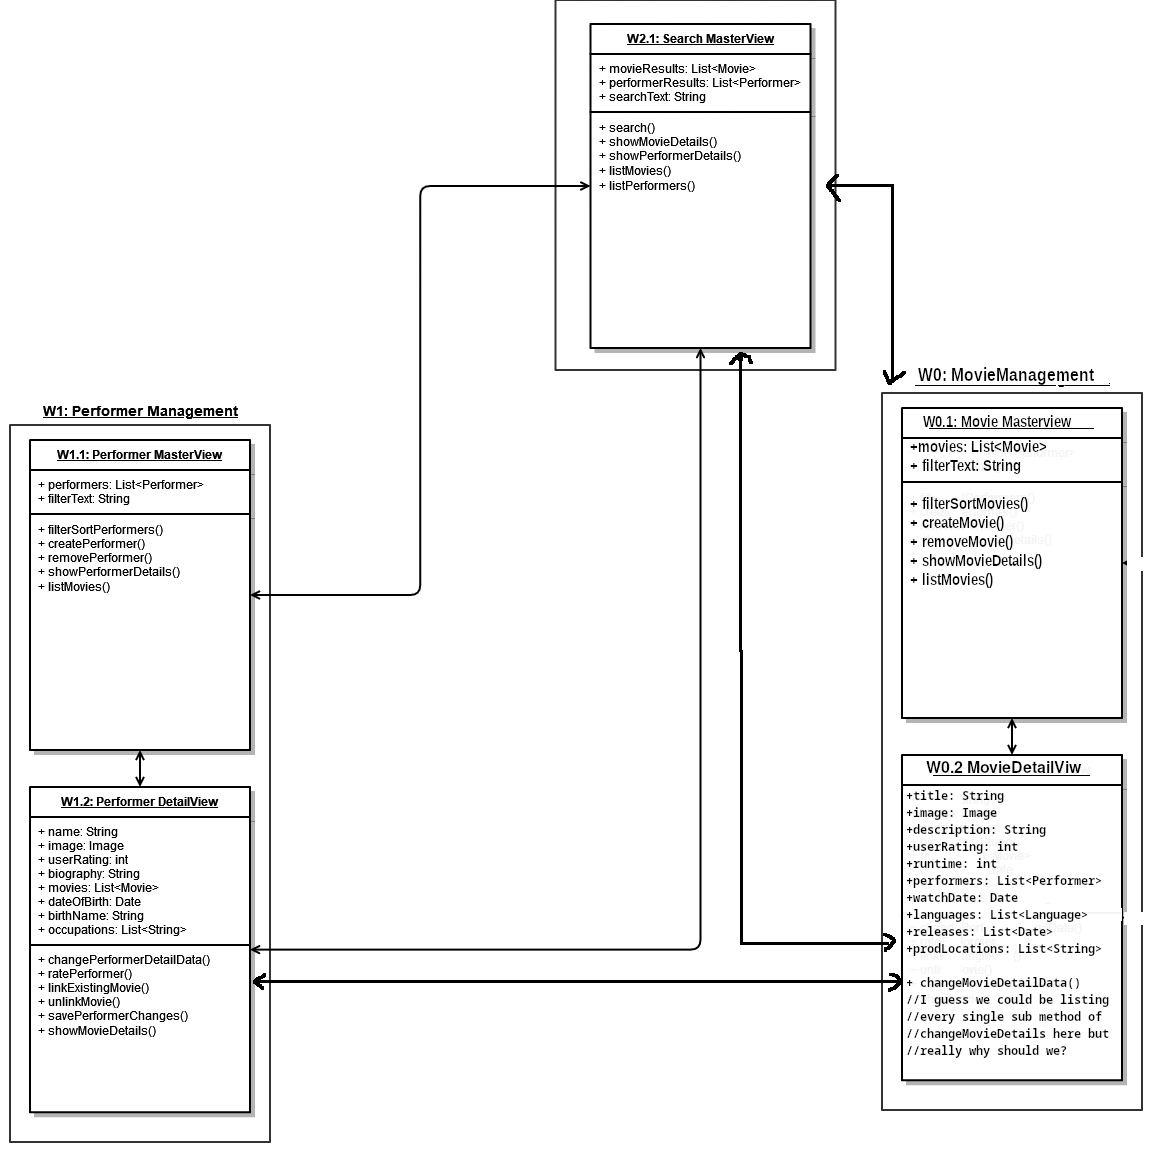 W2.1: Search MasterView
+ movieResults: List<Movie>
+ performerResults: List<Performer>
+ searchText: String
+ search()
+ showMovieDetails()
+ showPerformerDetails()
+ listMovies()
+ listPerformers()
W1: Performer Management
W1.1: Performer MasterView
+ performers: List<Performer>
+ filterText: String
+ filterSortPerformers()
+ createPerformer()
+ removePerformer()
+ showPerformerDetails()
+ listMovies()
W1.2: Performer DetailView
+ name: String
+ image: Image
+ userRating: int
+ biography: String
+ movies: List<Movie>
+ dateOfBirth: Date
+ birthName: String
+ occupations: List<String>
+ changePerformerDetailData()
+ ratePerformer()
+ linkExistingMovie()
+ unlinkMovie()
+ savePerformerChanges()
+ showMovieDetails()
W0: MovieManagement
W0.1: Movie Masterview
+movies: List<Movie>
+ filterText: String
+ filterSortMovies()
+ createMovie()
+ removeMovie()
+ showMovieDetails()
+ listMovies()
W0.2 MovieDetailViw
+title: String
+image: Image
+description: String
+userRating: int
+runtime: int
+performers: List<Performer>
+watchDate: Date
+languages: List<Language>
+releases: List<Date>
+prodLocations: List<String>
+ changeMovieDetailData()
//I guess we could be listing
//every single sub method of
//changeMovieDetails here but
//really why should we?